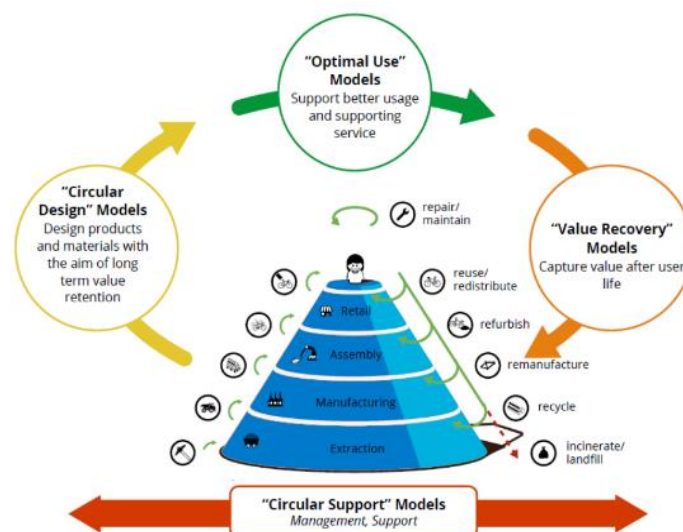 “Optimal Use”
Models
Support better usage
and supporting
service
“Circular
Design” Models
Design products
and materials with
the aim of long
term value
retention
“Value Recovery”
Models
Capture value after user
life
repair/
maintain
reuse/
redistribute
refurbish
remanufacture
recycle
incinerate/
landfill
Retail
Assembly
Manufacturing
Extraction
“Circular Support” Models
Management, Support